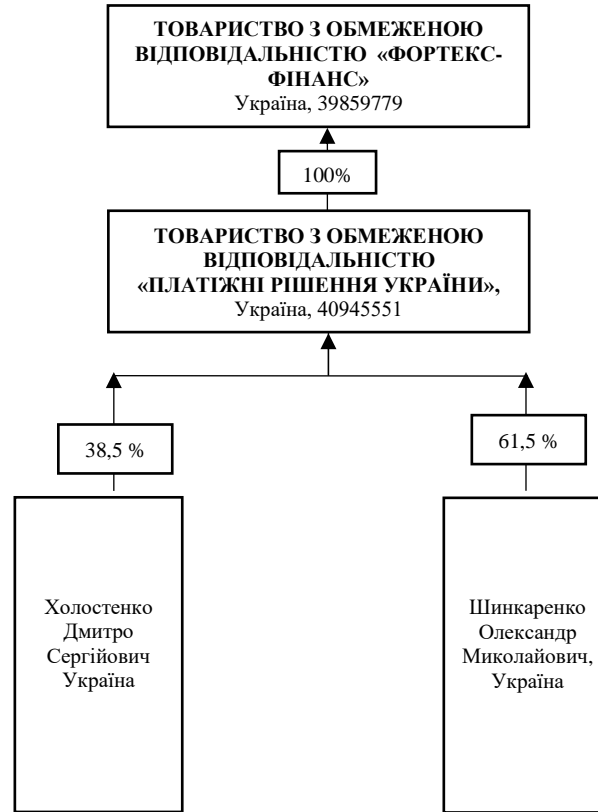 ТОВАРИСТВО З ОБМЕЖЕНОЮ
ВІДПОВІДАЛЬНІСТЮ «ФОРТЕКС-
ФІНАНС»
Україна, 39859779
100%
ТОВАРИСТВО З ОБМЕЖЕНОЮ
ВІДПОВІДАЛЬНІСТЮ
«ПЛАТІЖНІ РІШЕННЯ УКРАЇНИ»,
Україна, 40945551
38,5 %
61,5 %
Холостенко
Дмитро
Сергійович
Україна
Шинкаренко
Олександр
Миколайович,
Україна